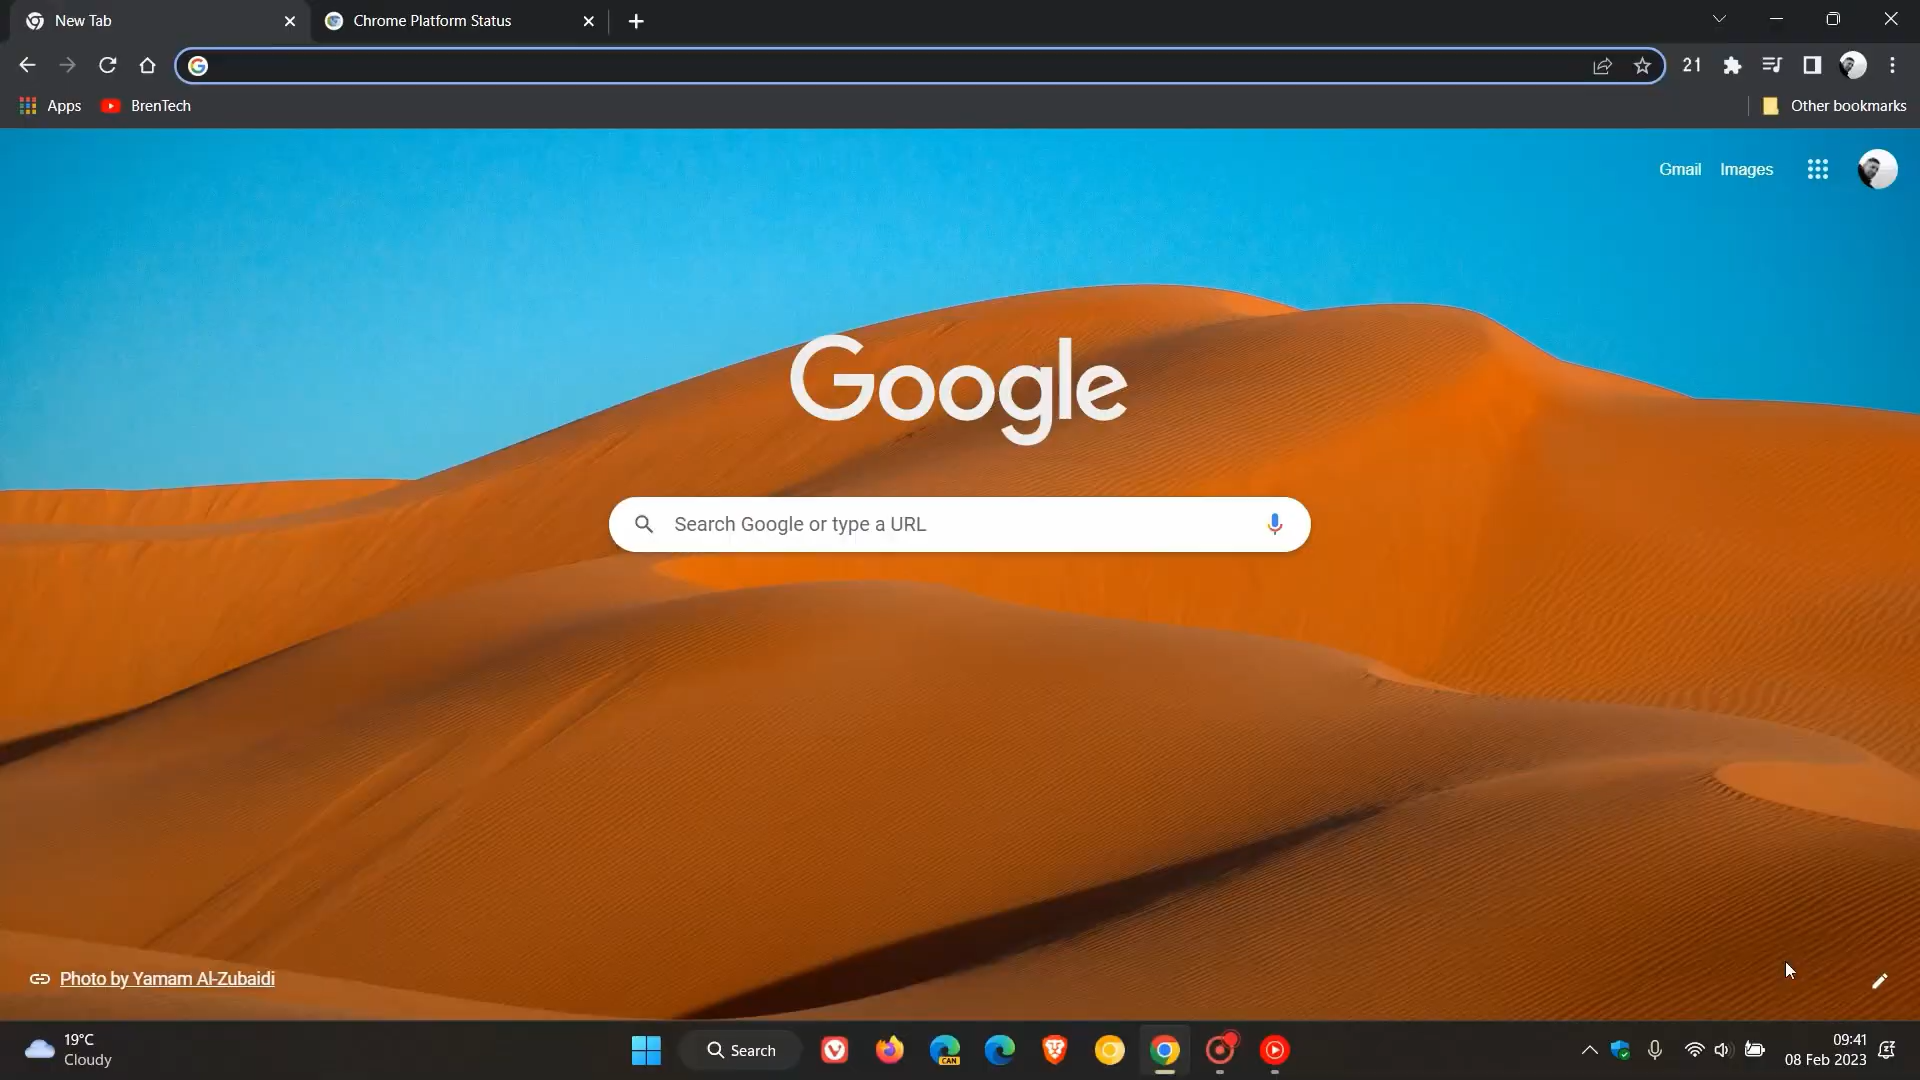 New Tab
Chrome Platform Status
21
Apps
BrenTech
Other bookmarks
Gmail
Images
Google
Search Google or type a URL
Photo by Yamam Al-Zubaidi
19°C
Cloudy
Search
CAN
09:41
08 Feb 2023